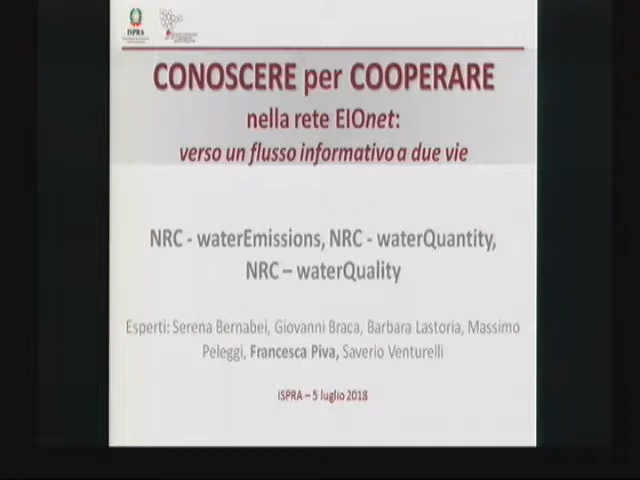 ISPRA
CONOSCERE per COOPERARE
nella rete EIOnet:
verso un flusso informativo a due vie
NRC - waterEmissions, NRC - waterQuantity,
NRC – waterQuality
Esperti: Serena Bernabei, Giovanni Braca, Barbara Lastoria, Massimo
Peleggi, Francesca Piva, Saverio Venturelli
ISPRA – 5 luglio 2018